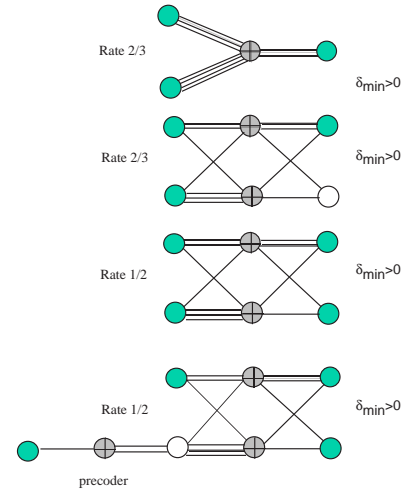 Rate 2/3
δmin>0
Rate 2/3
δmin>0
Rate 1/2
δmin>0
Rate 1/2
δmin>0
precoder